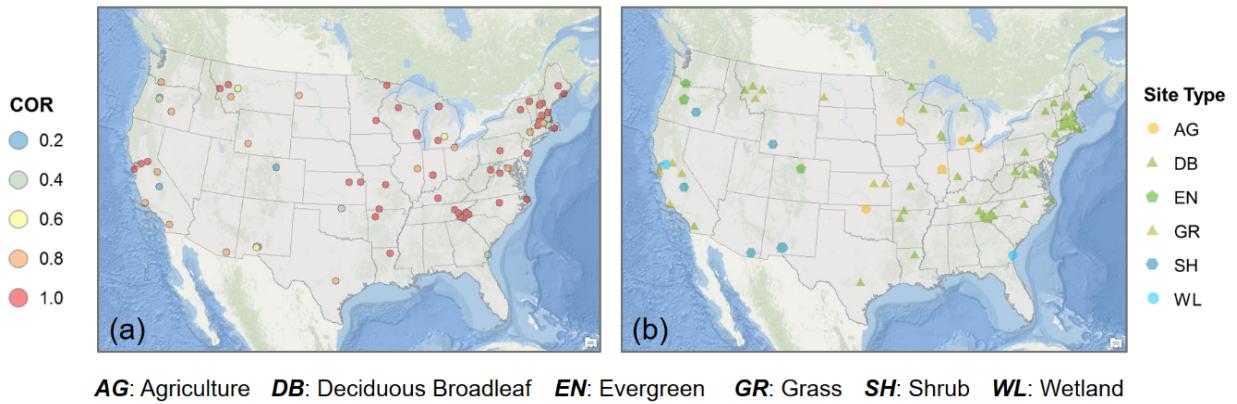 COR
0.2
0.4
0.6
0.8
1.0
(a)
(b)
Site Type
AG
DB
EN
GR
SH
WL
AG: Agriculture DB: Deciduous Broadleaf EN: Evergreen GR: Grass SH: Shrub WL: Wetland